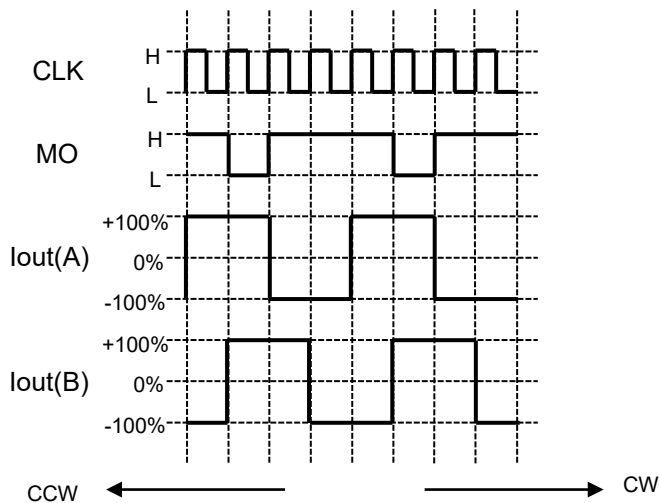 CLK
H
L
MO
H
L
Iout(A)
+100%
0%
-100%
Iout(B)
+100%
0%
-100%
CCW
CW